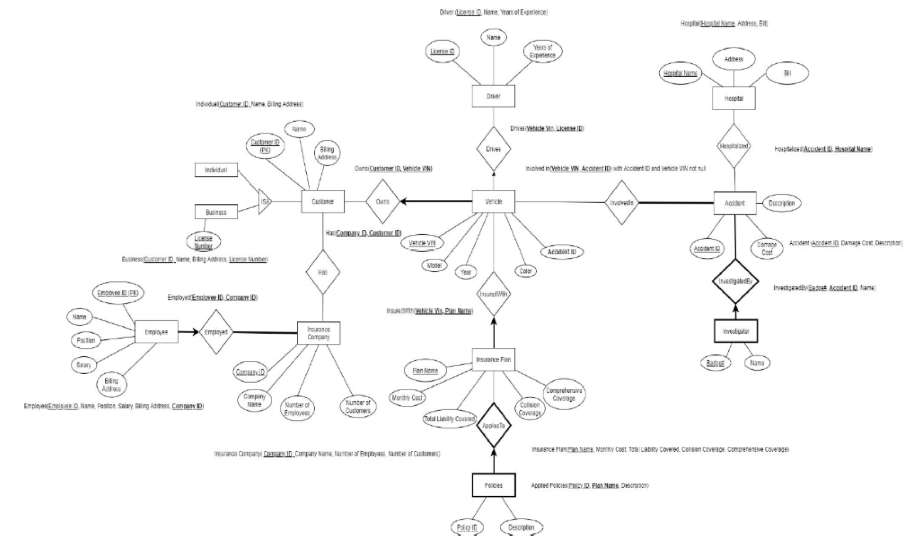 Driver (License ID, Name, Years of Experience)
Hospital(Hospital Name, Address, Bill)
Name
License ID
Years of
Experience
Driver
Address
Hospital Name
Bill
Hospital
Individual(Customer ID, Name, Billing Address)
Name
Customer ID
(PK)
Billing
Address
Drives
Drives(Vehicle Vin, License ID)
Hospitalized
Hospitalized(Accident ID, Hospital Name)
Owns(Customer ID, Vehicle VIN)
Involved In(Vehicle VIN, Accident ID) with Accident ID and Vehicle VIN not null
Individual
ISA
Customer
Owns
Vehicle
InvolvedIn
Accident
Description
Business
License
Number
Has(Company ID, Customer ID)
Vehicle VIN
Model
Year
Color
Accident ID
Accident ID
Damage
Cost
Accident (Accident ID, Damage Cost, Description)
Business(Customer ID, Name, Billing Address, License Number)
Has
InsuredWith
InvestigatedBy
InvestigatedBy(Badge#, Accident ID, Name)
Employee ID (PK)
Employed(Employee ID, Company ID)
InsuredWith(Vehicle Vin, Plan Name)
Name
Position
Salary
Billing
Address
Employee
Employed
Insurance
Company
Investigator
Badge#
Name
Insurance Plan
Plan Name
Monthly Cost
Total Liability Covered
Collision
Coverage
Comprehensive
Coverage
Company ID
Company
Name
Number of
Employees
Number of
Customers
Employee(Employee ID, Name, Position, Salary, Billing Address, Company ID)
AppliesTo
Insurance Company( Company ID, Company Name, Number of Employees, Number of Customers)
Insurance Plan(Plan Name, Monthly Cost, Total Liability Covered, Collision Coverage, Comprehensive Coverage)
Policies
Applied Policies(Policy ID, Plan Name, Description)
Policy ID
Description